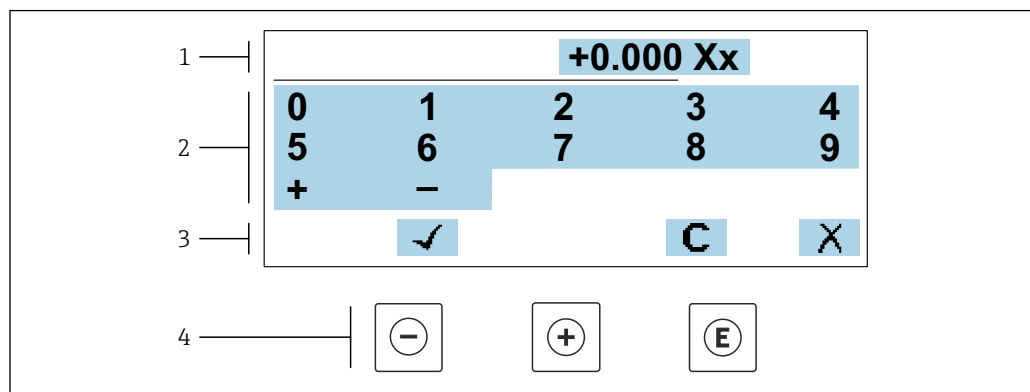 1 +0.000 Xx
0 1 2 3 4
2 5 6 7 8 9
+ −
3 ✓ C X
4 − + E